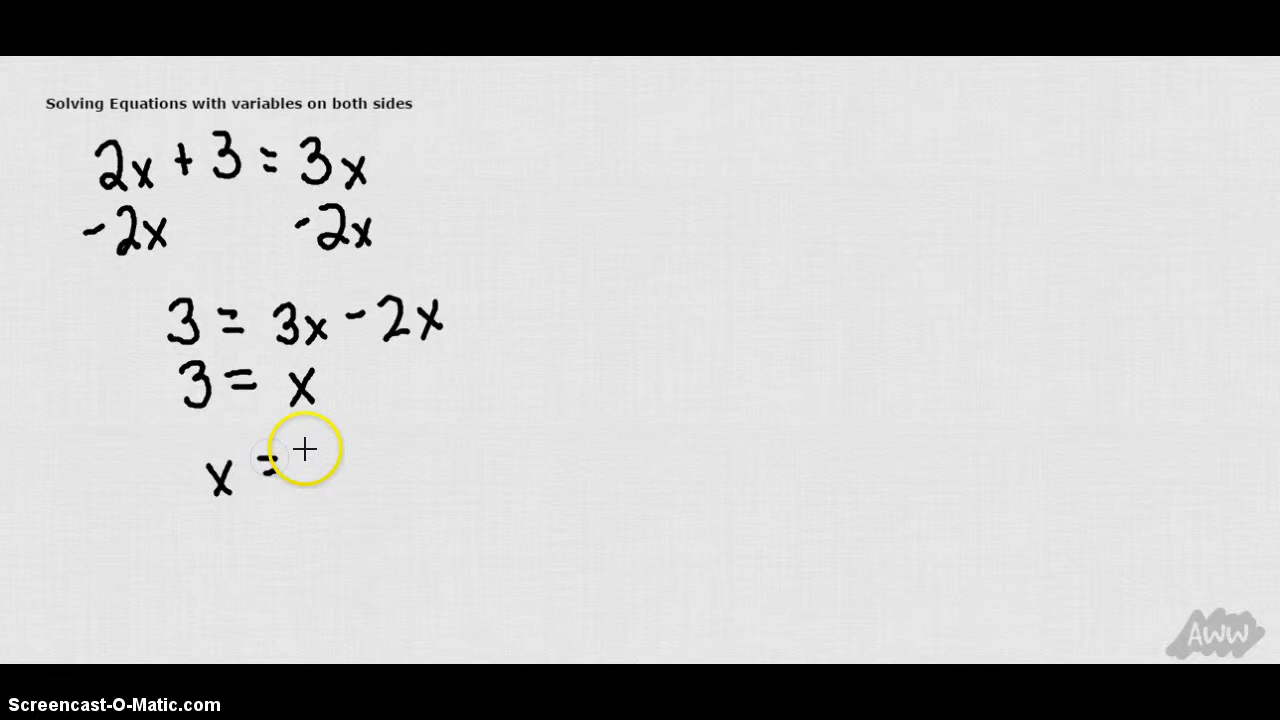 Solving Equations with variables on both sides
2x + 3 = 3x
-2x -2x
3 = 3x - 2x
3 = x
x =
AWW
Screencast-O-Matic.com